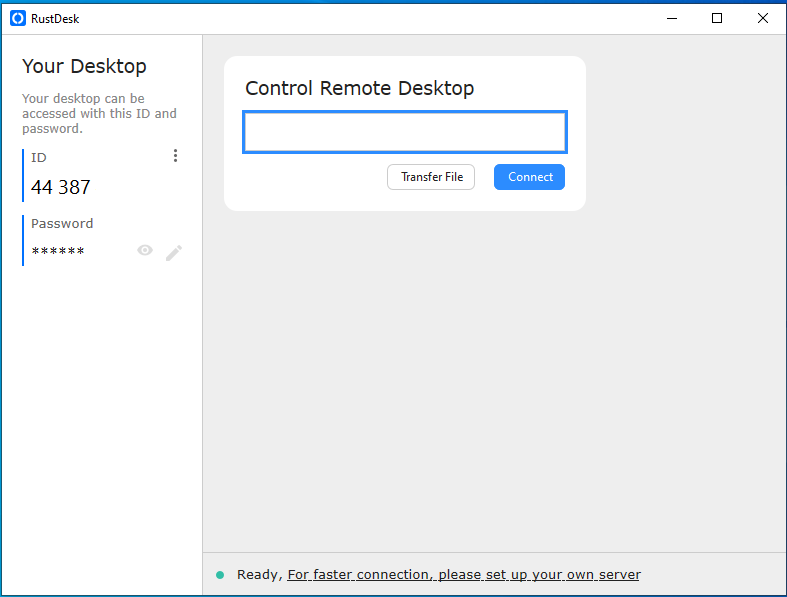 RustDesk
Your Desktop
Your desktop can be
accessed with this ID and
password.
ID
44 387
Password
******
Control Remote Desktop
Transfer File
Connect
Ready, For faster connection, please set up your own server